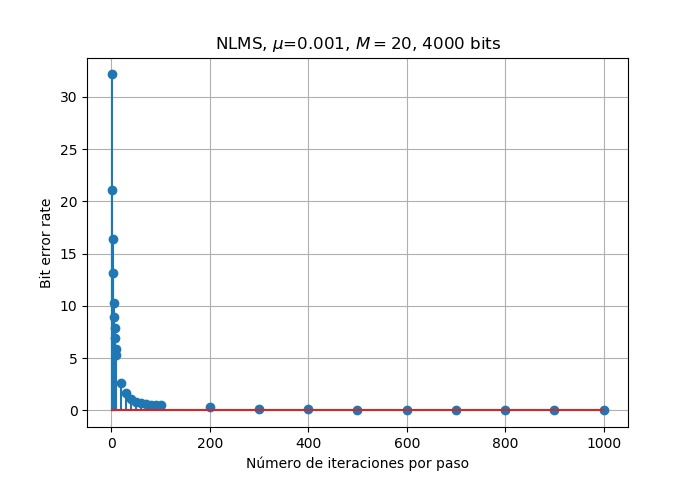 NLMS, μ=0.001, M = 20, 4000 bits
30
25
20
15
10
5
0
Bit error rate
0 200 400 600 800 1000
Número de iteraciones por paso